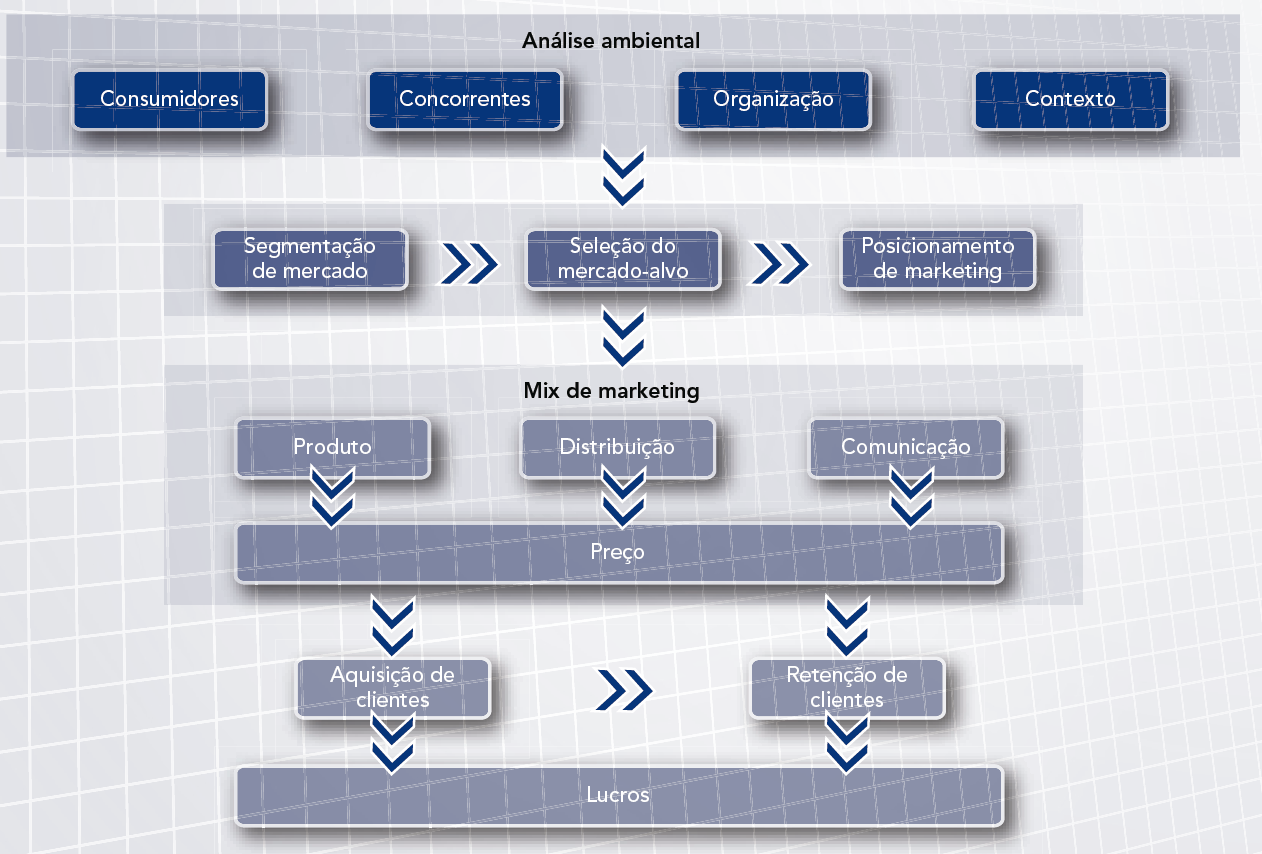 Análise ambiental
Consumidores
Concorrentes
Organização
Contexto
Segmentação
de mercado
Seleção do
mercado-alvo
Posicionamento
de marketing
Mix de marketing
Produto
Distribuição
Comunicação
Preço
Aquisição de
clientes
Retenção de
clientes
Lucros